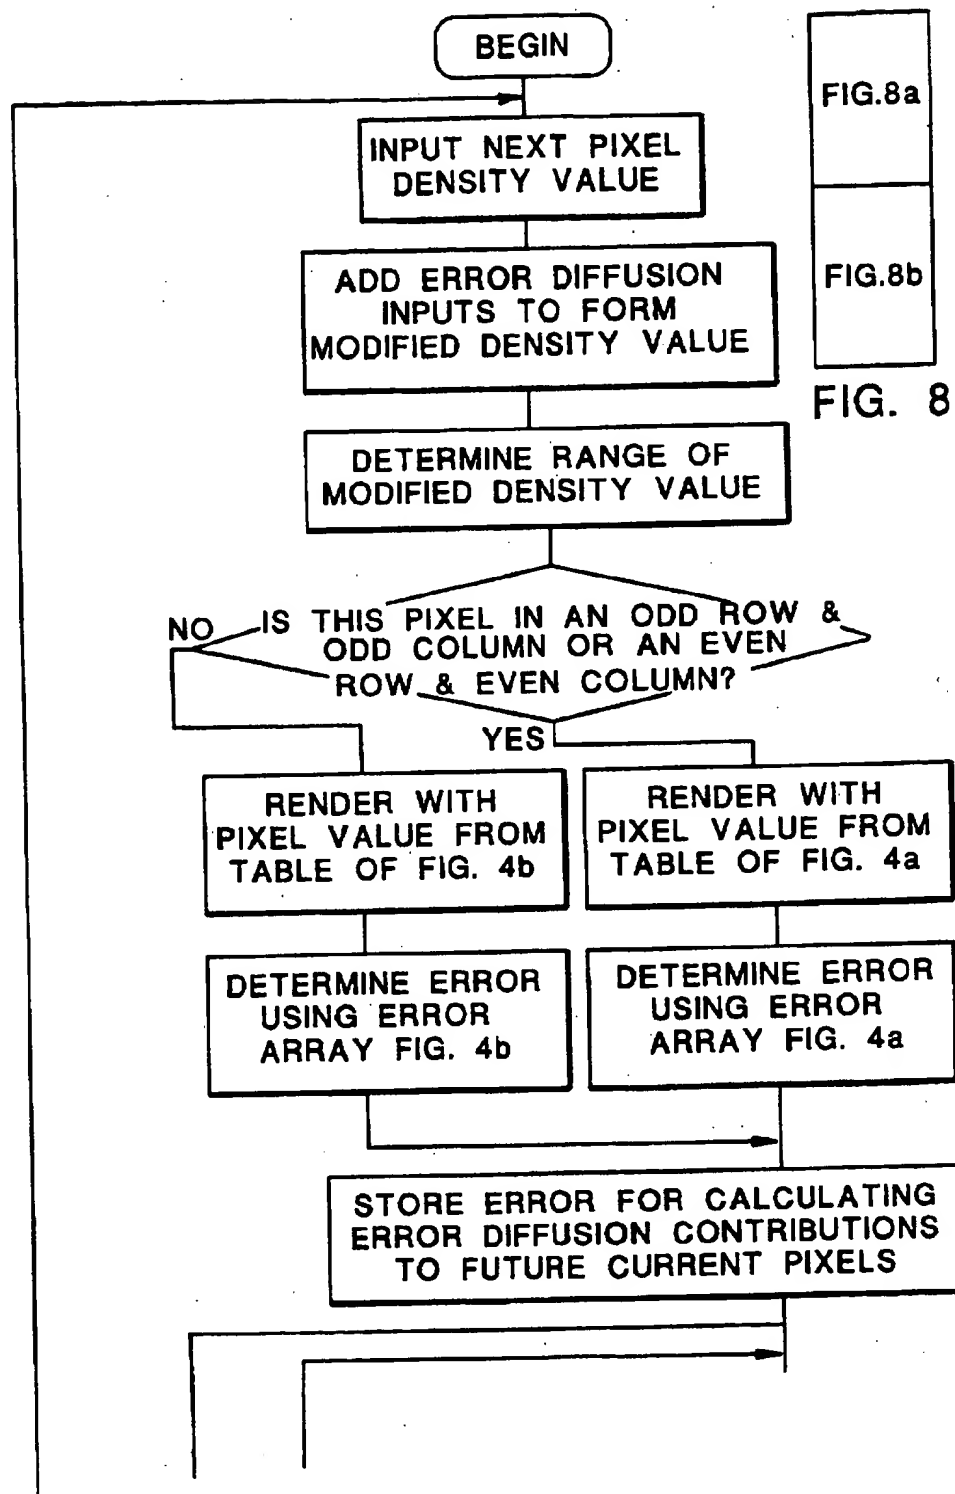 BEGIN
FIG.8a
FIG.8b
FIG. 8
INPUT NEXT PIXEL
DENSITY VALUE
ADD ERROR DIFFUSION
INPUTS TO FORM
MODIFIED DENSITY VALUE
DETERMINE RANGE OF
MODIFIED DENSITY VALUE
NO
IS THIS PIXEL IN AN ODD ROW &
ODD COLUMN OR AN EVEN
ROW & EVEN COLUMN?
YES
RENDER WITH
PIXEL VALUE FROM
TABLE OF FIG. 4b
RENDER WITH
PIXEL VALUE FROM
TABLE OF FIG. 4a
DETERMINE ERROR
USING ERROR
ARRAY FIG. 4b
DETERMINE ERROR
USING ERROR
ARRAY FIG. 4a
STORE ERROR FOR CALCULATING
ERROR DIFFUSION CONTRIBUTIONS
TO FUTURE CURRENT PIXELS